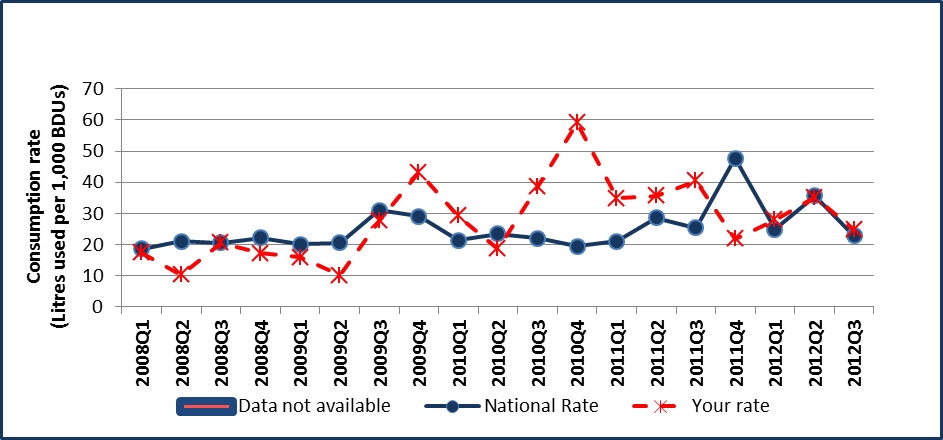 Consumption rate
(Litres used per 1,000 BDUs)
70
60
50
40
30
20
10
0
2008Q1
2008Q2
2008Q3
2008Q4
2009Q1
2009Q2
2009Q3
2009Q4
2010Q1
2010Q2
2010Q3
2010Q4
2011Q1
2011Q2
2011Q3
2011Q4
2012Q1
2012Q2
2012Q3
Data not available
National Rate
Your rate